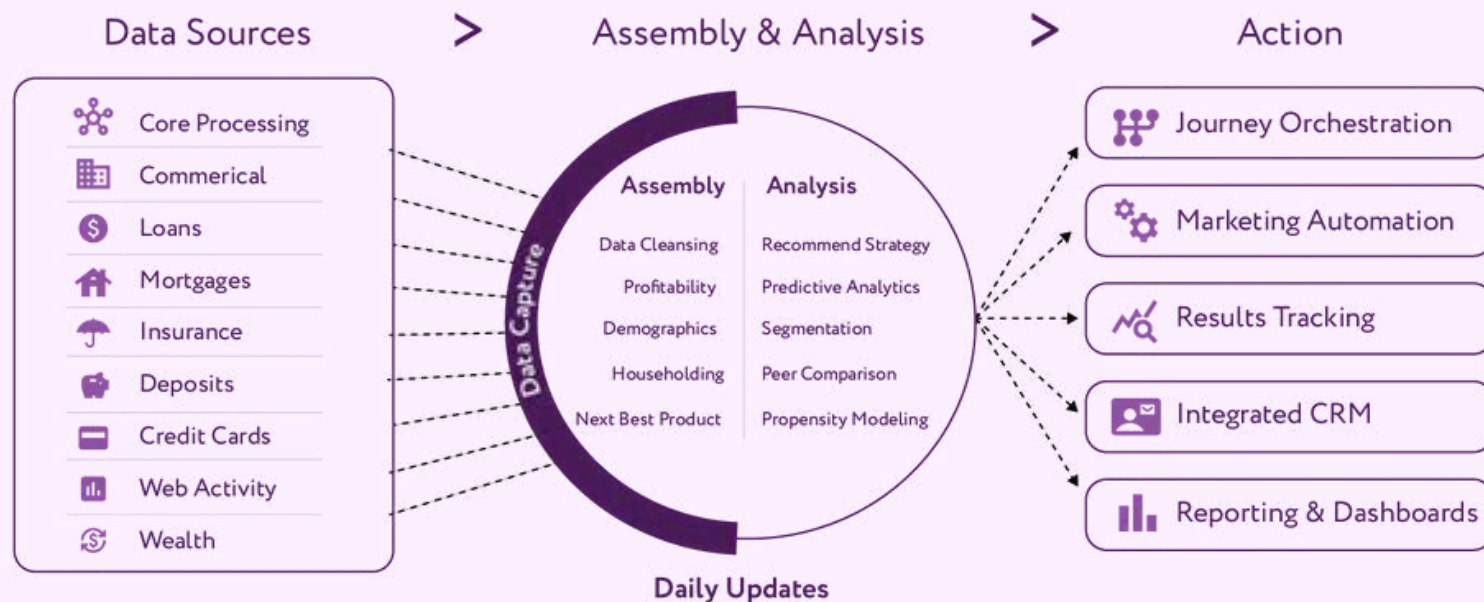 Data Sources > Assembly & Analysis > Action
Core Processing
Commerical
Loans
Mortgages
Insurance
Deposits
Credit Cards
Web Activity
Wealth
Data Capture
Assembly
Data Cleansing
Profitability
Demographics
Householding
Next Best Product
Analysis
Recommend Strategy
Predictive Analytics
Segmentation
Peer Comparison
Propensity Modeling
Daily Updates
Journey Orchestration
Marketing Automation
Results Tracking
Integrated CRM
Reporting & Dashboards